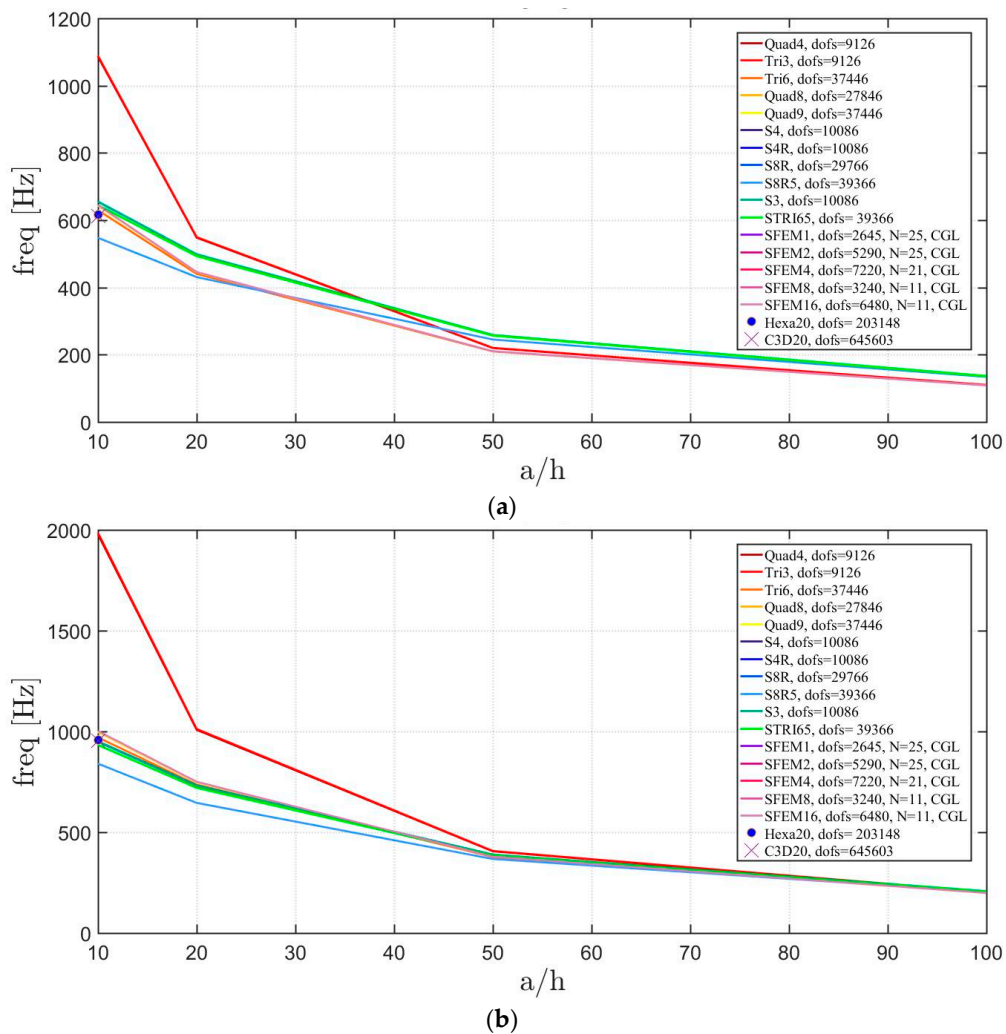 1200
1000
800
600
400
200
0
freq [Hz]
10 20 30 40 50 60 70 80 90 100
a/h
Quad4, dofs=9126
Tri3, dofs=9126
Tri6, dofs=37446
Quad8, dofs=27846
Quad9, dofs=37446
S4, dofs=10086
S4R, dofs=10086
S8R, dofs=29766
S8R5, dofs=39366
S3, dofs=10086
STRI65, dofs= 39366
SFEM1, dofs=2645, N=25, CGL
SFEM2, dofs=5290, N=25, CGL
SFEM4, dofs=7220, N=21, CGL
SFEM8, dofs=3240, N=11, CGL
SFEM16, dofs=6480, N=11, CGL
Hexa20, dofs= 203148
C3D20, dofs=645603
(a)
2000
1500
1000
500
0
freq [Hz]
10 20 30 40 50 60 70 80 90 100
a/h
Quad4, dofs=9126
Tri3, dofs=9126
Tri6, dofs=37446
Quad8, dofs=27846
Quad9, dofs=37446
S4, dofs=10086
S4R, dofs=10086
S8R, dofs=29766
S8R5, dofs=39366
S3, dofs=10086
STRI65, dofs= 39366
SFEM1, dofs=2645, N=25, CGL
SFEM2, dofs=5290, N=25, CGL
SFEM4, dofs=7220, N=21, CGL
SFEM8, dofs=3240, N=11, CGL
SFEM16, dofs=6480, N=11, CGL
Hexa20, dofs= 203148
C3D20, dofs=645603
(b)